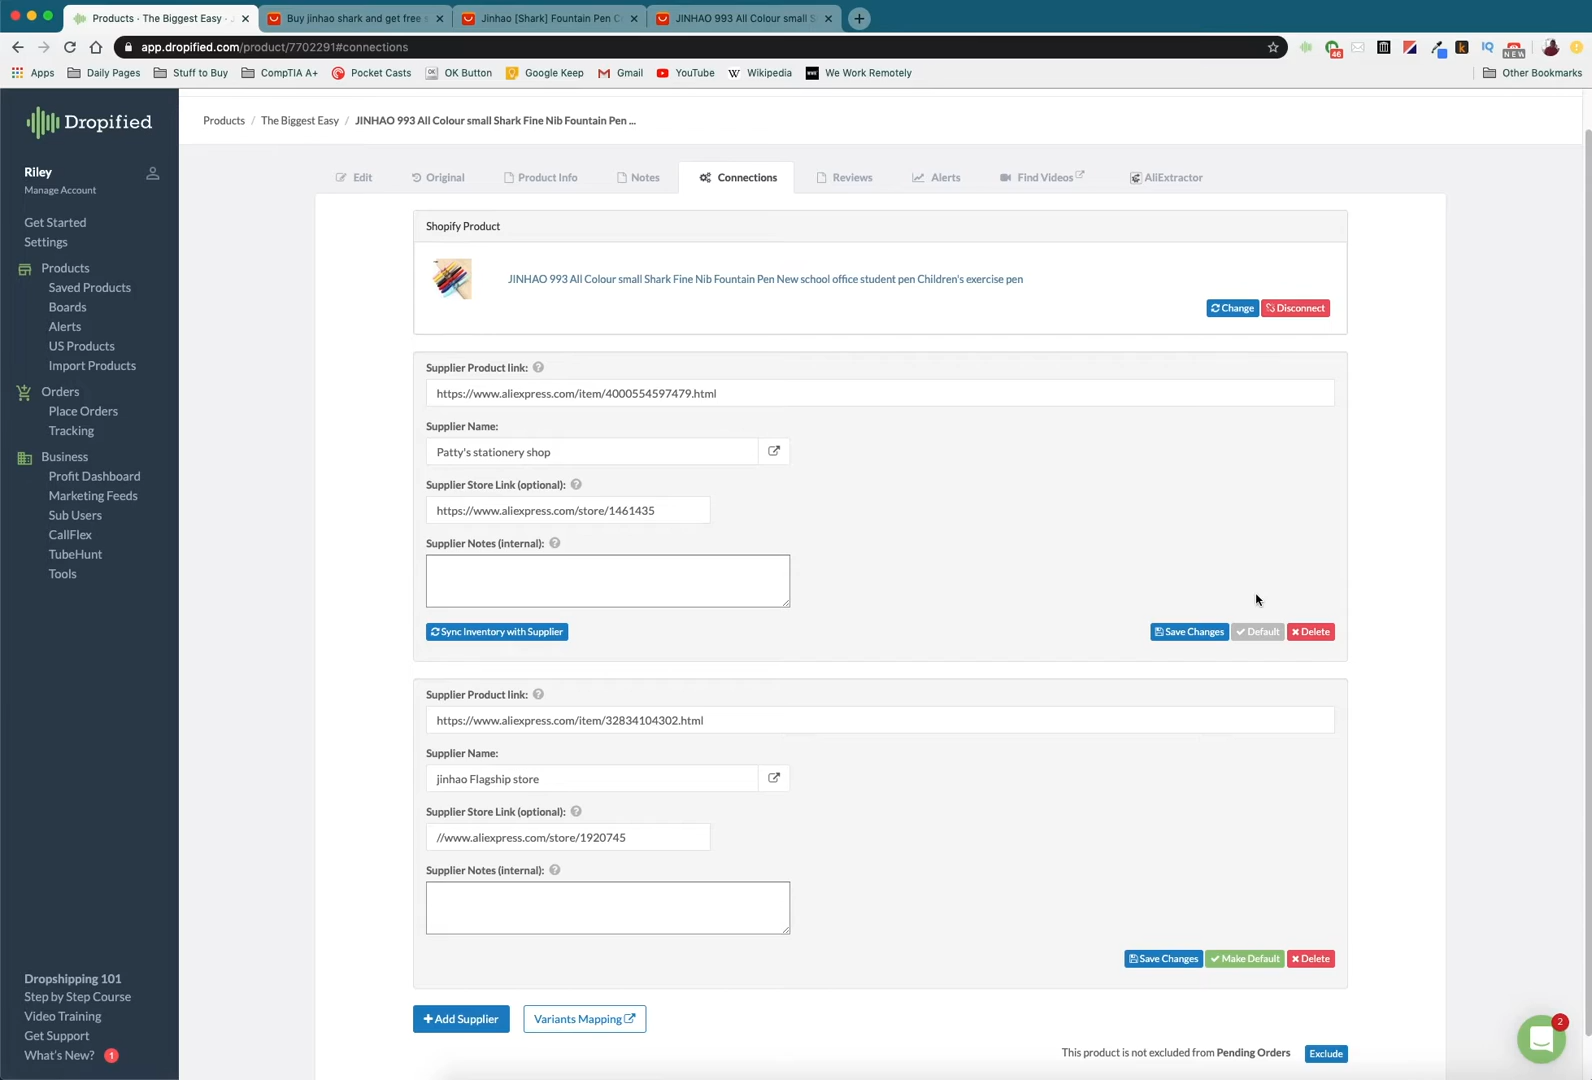 Products · The Biggest Easy ·
Buy jinhao shark and get free s
Jinhao [Shark] Fountain Pen C
JINHAO 993 All Colour small S
app.dropified.com/product/7702291#connections
46
IQ
NEW
Apps
Daily Pages
Stuff to Buy
CompTIA A+
Pocket Casts
OK Button
Google Keep
Gmail
YouTube
Wikipedia
We Work Remotely
Other Bookmarks
Dropified
Products / The Biggest Easy / JINHAO 993 All Colour small Shark Fine Nib Fountain Pen ...
Riley
Manage Account
Get Started
Settings
Products
Saved Products
Boards
Alerts
US Products
Import Products
Orders
Place Orders
Tracking
Business
Profit Dashboard
Marketing Feeds
Sub Users
CallFlex
TubeHunt
Tools
Dropshipping 101
Step by Step Course
Video Training
Get Support
What's New? 1
Edit
Original
Product Info
Notes
Connections
Reviews
Alerts
Find Videos
AliExtractor
Shopify Product
JINHAO 993 All Colour small Shark Fine Nib Fountain Pen New school office student pen Children's exercise pen
Change
Disconnect
Supplier Product link:
https://www.aliexpress.com/item/4000554597479.html
Supplier Name:
Patty's stationery shop
Supplier Store Link (optional):
https://www.aliexpress.com/store/1461435
Supplier Notes (internal):
Sync Inventory with Supplier
Save Changes
Default
Delete
Supplier Product link:
https://www.aliexpress.com/item/32834104302.html
Supplier Name:
jinhao Flagship store
Supplier Store Link (optional):
//www.aliexpress.com/store/1920745
Supplier Notes (internal):
Save Changes
Make Default
Delete
Add Supplier
Variants Mapping
This product is not excluded from Pending Orders
Exclude
2